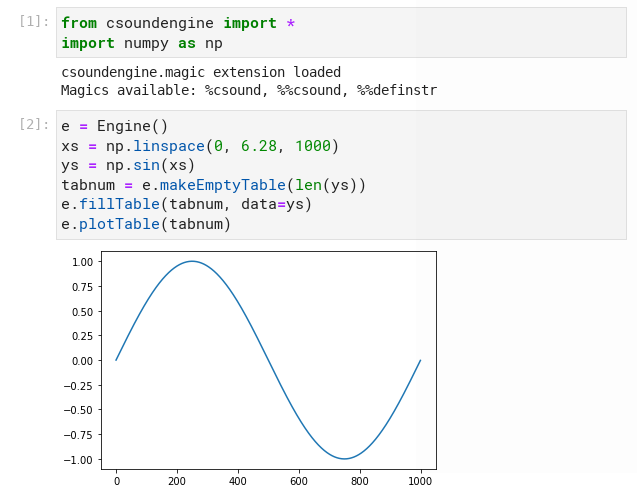 [1]: from csoundengine import *
import numpy as np
csoundengine.magic extension loaded
Magics available: %csound, %%csound, %%definstr
[2]: e = Engine()
xs = np.linspace(0, 6.28, 1000)
ys = np.sin(xs)
tabnum = e.makeEmptyTable(len(ys))
e.fillTable(tabnum, data=ys)
e.plotTable(tabnum)
1.00
0.75
0.50
0.25
0.00
−0.25
−0.50
−0.75
−1.00
0 200 400 600 800 1000